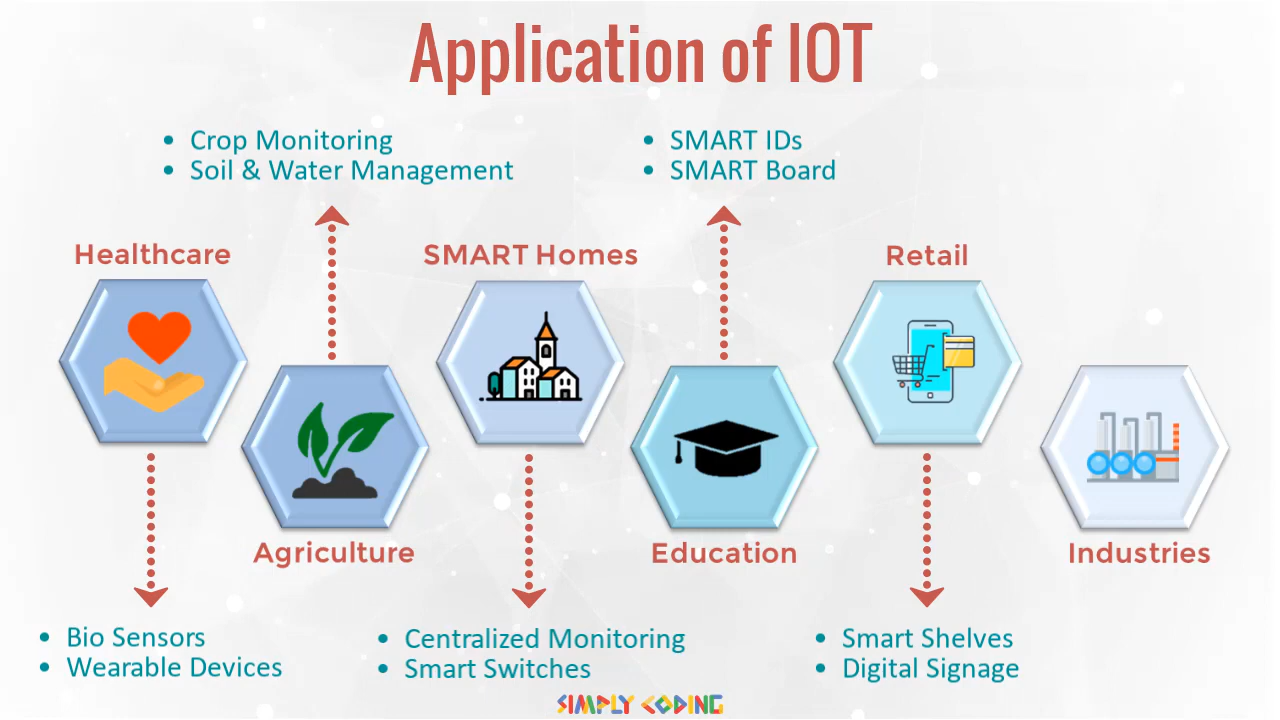 Application of IOT
• Crop Monitoring
• Soil & Water Management
• SMART IDs
• SMART Board
Healthcare
SMART Homes
Retail
Agriculture
Education
Industries
• Bio Sensors
• Wearable Devices
• Centralized Monitoring
• Smart Switches
• Smart Shelves
• Digital Signage
SIMPLY CODING